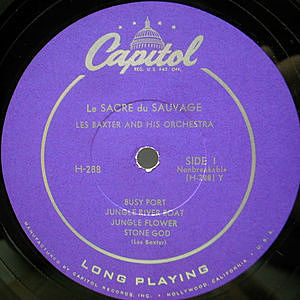 Capitol
REG. U.S. PAT. OFF.
Le SACRE du SAUVAGE
LES BAXTER AND HIS ORCHESTRA
H-288
SIDE 1
Nonbreakable
(H-288) Y
BUSY PORT
JUNGLE RIVER BOAT
JUNGLE FLOWER
STONE GOD
(Les Baxter)
LONG PLAYING
MANUFACTURED BY CAPITOL RECORDS, INC. • HOLLYWOOD, CALIFORNIA • U.S.A.